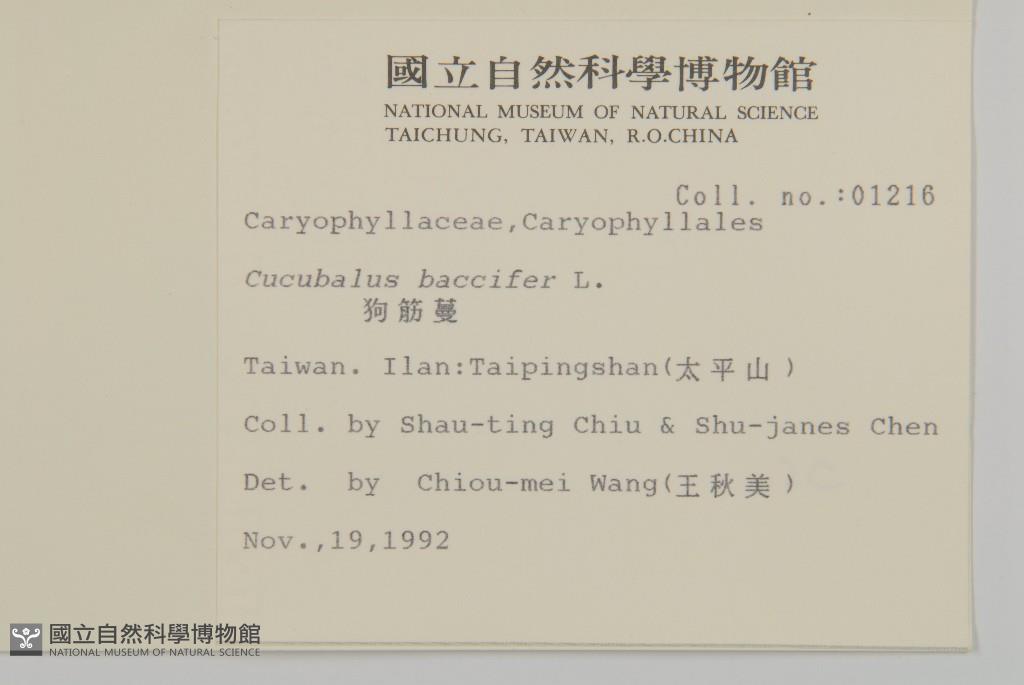 國立自然科學博物館
NATIONAL MUSEUM OF NATURAL SCIENCE
TAICHUNG, TAIWAN, R.O.CHINA
Coll. no.:01216
Caryophyllaceae,Caryophyllales
Cucubalus baccifer L.
狗筋蔓
Taiwan. Ilan:Taipingshan(太平山)
Coll. by Shau-ting Chiu & Shu-janes Chen
Det. by Chiou-mei Wang(王秋美)
Nov.,19,1992
國立自然科學博物館
NATIONAL MUSEUM OF NATURAL SCIENCE